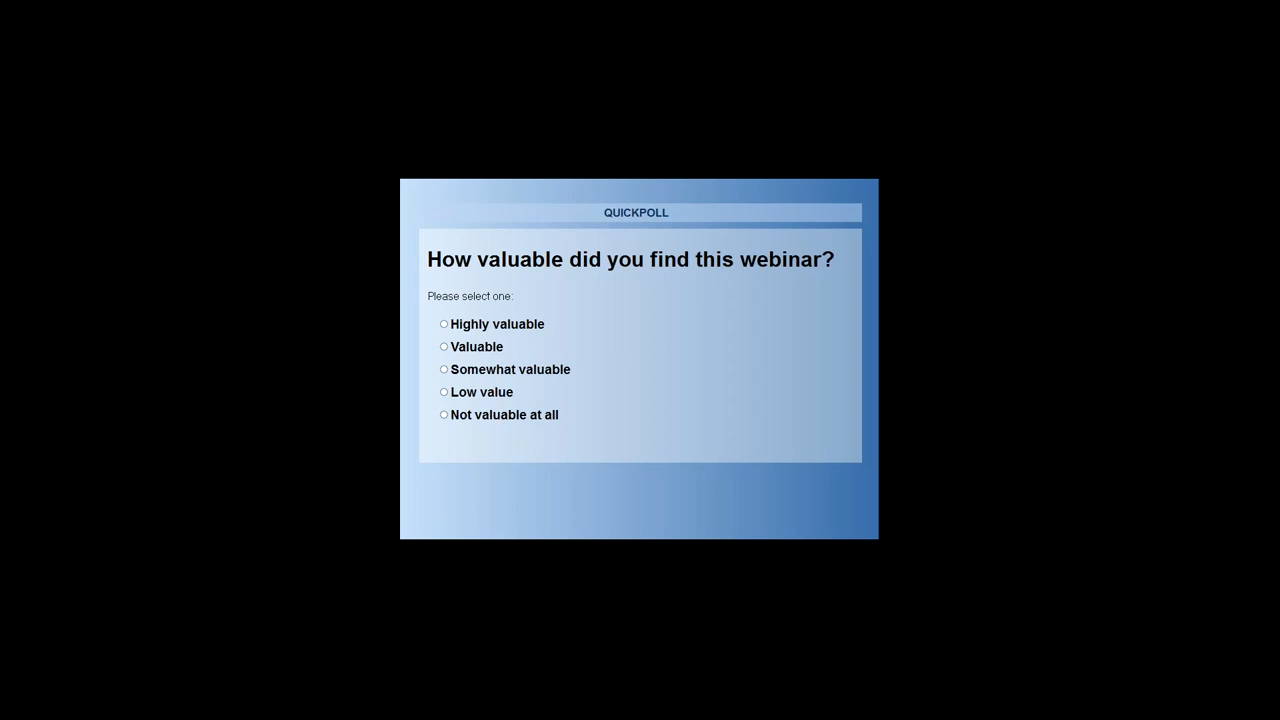 QUICKPOLL
How valuable did you find this webinar?
Please select one:
Highly valuable
Valuable
Somewhat valuable
Low value
Not valuable at all